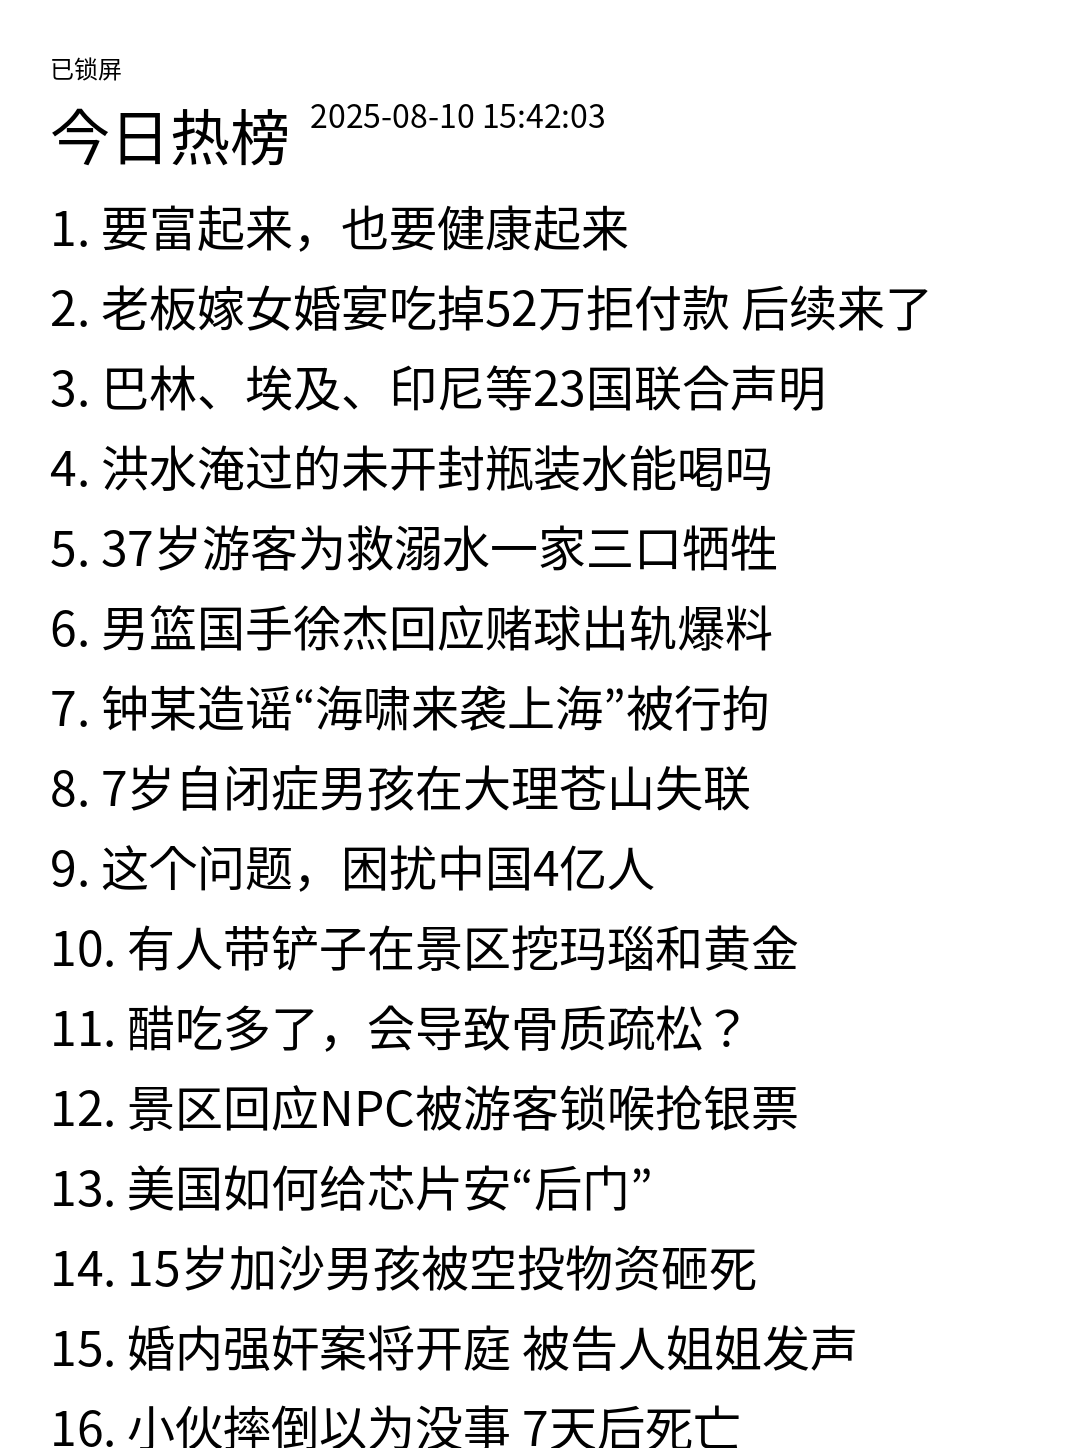 已锁屏
今日热榜 2025-08-10 15:42:03
1. 要富起来，也要健康起来
2. 老板嫁女婚宴吃掉52万拒付款 后续来了
3. 巴林、埃及、印尼等23国联合声明
4. 洪水淹过的未开封瓶装水能喝吗
5. 37岁游客为救溺水一家三口牺牲
6. 男篮国手徐杰回应赌球出轨爆料
7. 钟某造谣“海啸来袭上海”被行拘
8. 7岁自闭症男孩在大理苍山失联
9. 这个问题，困扰中国4亿人
10. 有人带铲子在景区挖玛瑙和黄金
11. 醋吃多了，会导致骨质疏松？
12. 景区回应NPC被游客锁喉抢银票
13. 美国如何给芯片安“后门”
14. 15岁加沙男孩被空投物资砸死
15. 婚内强奸案将开庭 被告人姐姐发声
16. 小伙摔倒以为没事 7天后死亡